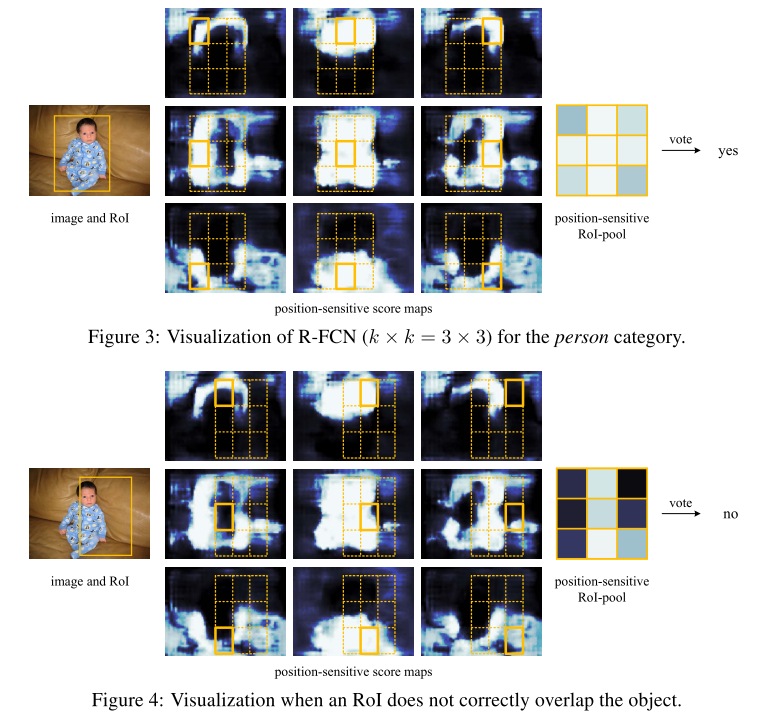 vote
yes
image and RoI
position-sensitive
RoI-pool
position-sensitive score maps
Figure 3: Visualization of R-FCN (k × k = 3 × 3) for the person category.
vote
no
image and RoI
position-sensitive
RoI-pool
position-sensitive score maps
Figure 4: Visualization when an RoI does not correctly overlap the object.